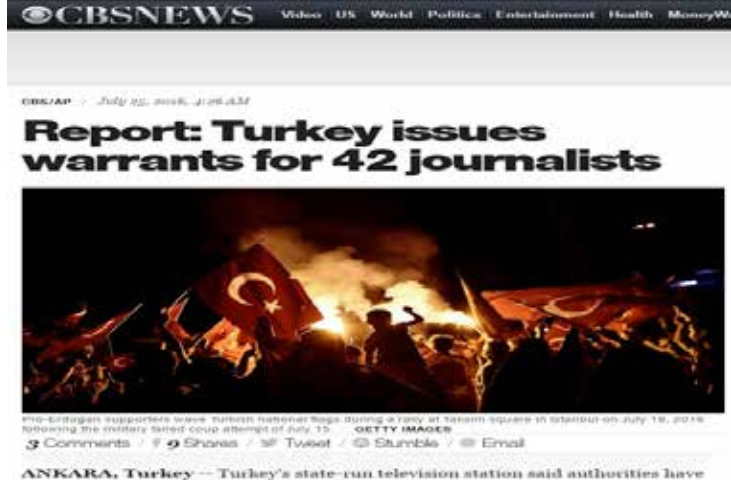 CBSNEWS Video US World Politics Entertainment Health MoneyW
CBS/AP / July 25, 2016, 4:26 AM
Report: Turkey issues
warrants for 42 journalists
Pro-Erdogan supporters wave Turkish national flags during a rally at Taksim square in Istanbul on July 18, 2016
following the military failed coup attempt of July 15. GETTY IMAGES
3 Comments / f 9 Shares / Tweet / Stumble / Email
ANKARA, Turkey -- Turkey's state-run television station said authorities have